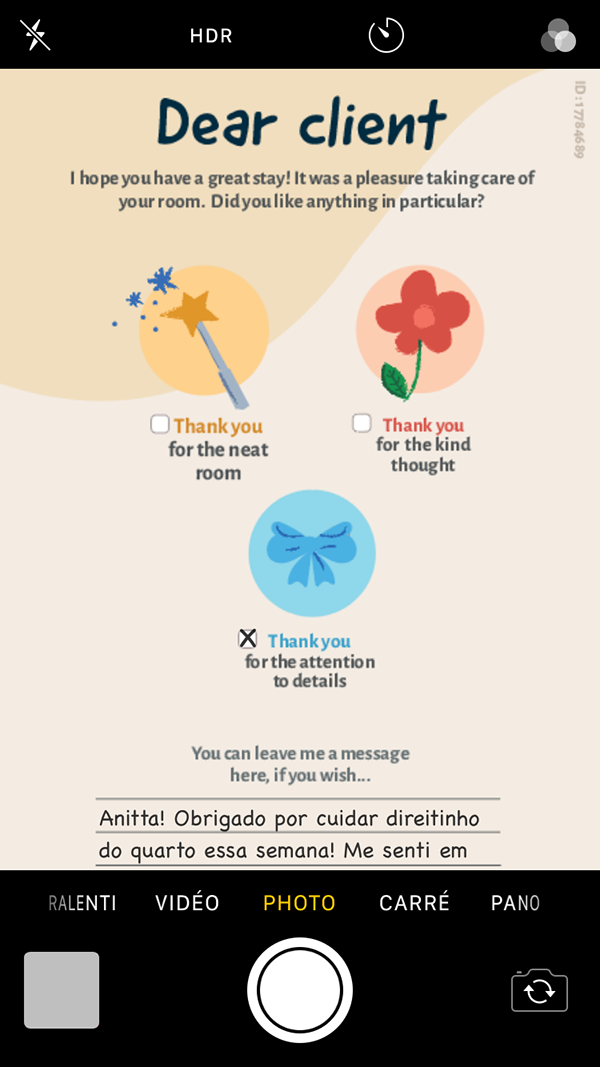 HDR
ID:17784689
Dear client
I hope you have a great stay! It was a pleasure taking care of
your room. Did you like anything in particular?
Thank you
for the neat
room
Thank you
for the kind
thought
Thank you
for the attention
to details
You can leave me a message
here, if you wish...
Anitta! Obrigado por cuidar direitinho
do quarto essa semana! Me senti em
RALENTI VIDÉO PHOTO CARRÉ PANO